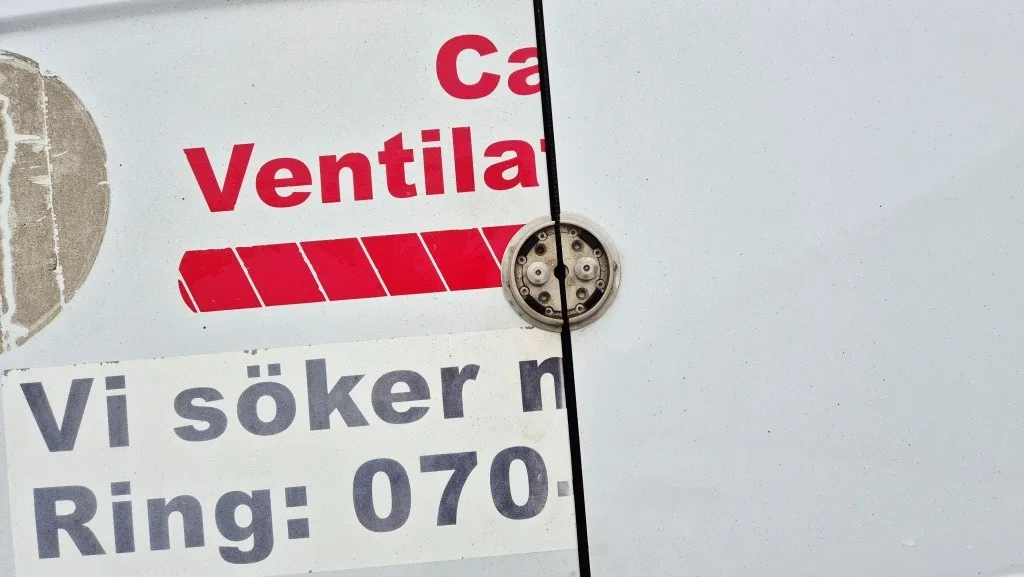 Ca
Ventilat
Vi söker n
Ring: 070-